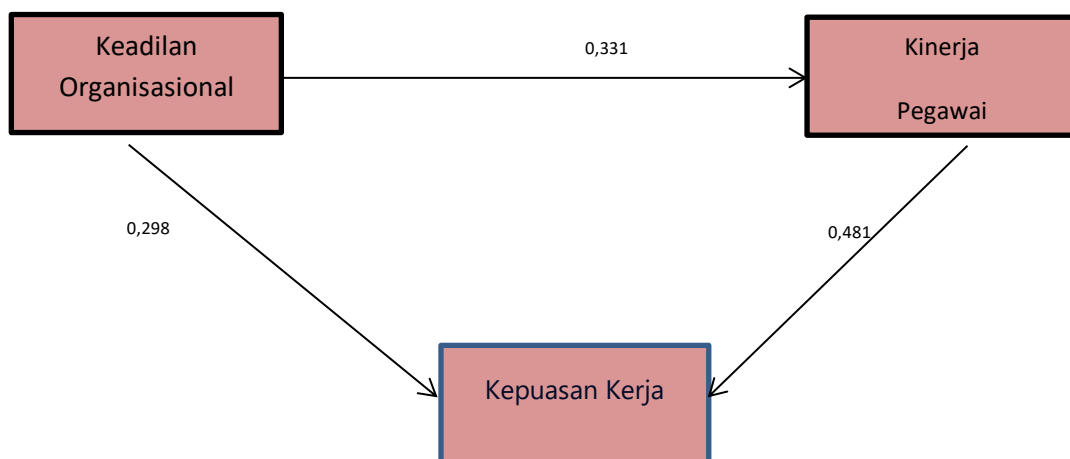 Keadilan
Organisasional
0,331
Kinerja
Pegawai
0,298
0,481
Kepuasan Kerja